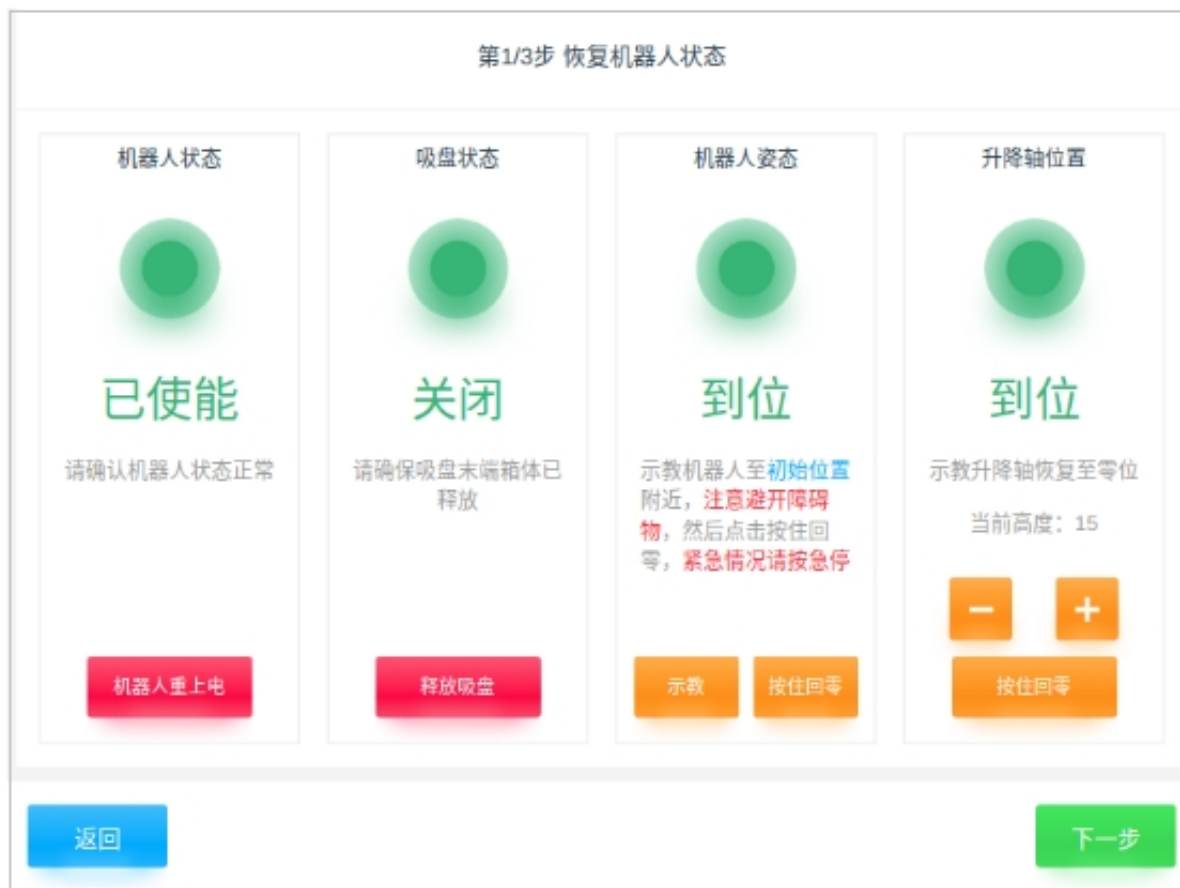 第1/3步 恢复机器人状态
机器人状态
已使能
请确认机器人状态正常
机器人重上电
吸盘状态
关闭
请确保吸盘末端箱体已
释放
释放吸盘
机器人姿态
到位
示教机器人至初始位置
附近，注意避开障碍
物，然后点击按住回
零，紧急情况请按急停
示教 按住回零
升降轴位置
到位
示教升降轴恢复至零位
当前高度：15
− +
按住回零
返回 下一步